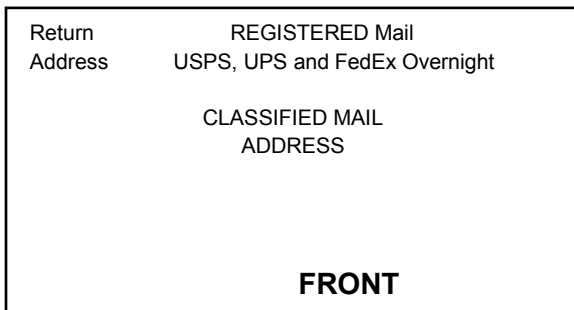 Return REGISTERED Mail
Address USPS, UPS and FedEx Overnight
CLASSIFIED MAIL
ADDRESS
FRONT